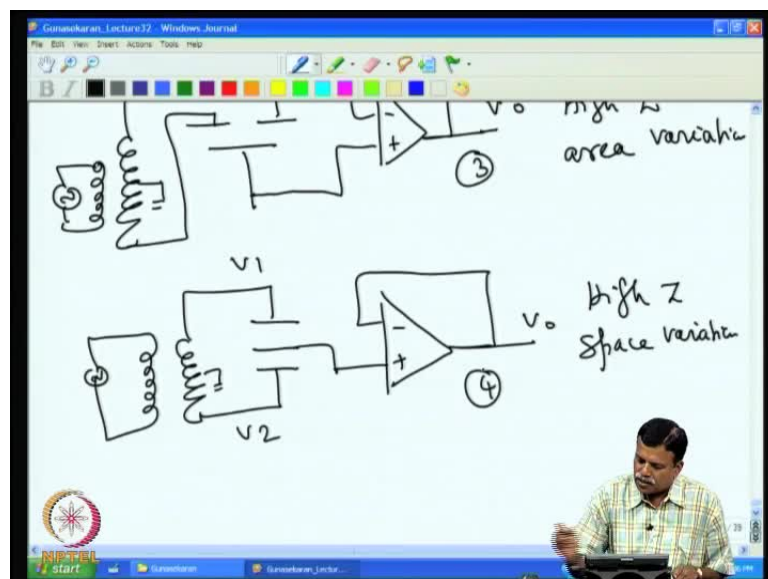 Gunasekaran_Lecture32 - Windows Journal
File Edit View Insert Actions Tools Help
B I
Vo
High Z
area variation
-
+
3
V1
-
+
Vo
4
High Z
space variation
V2
NPTEL
start
Gunasekaran
Gunasekaran_Lectur...